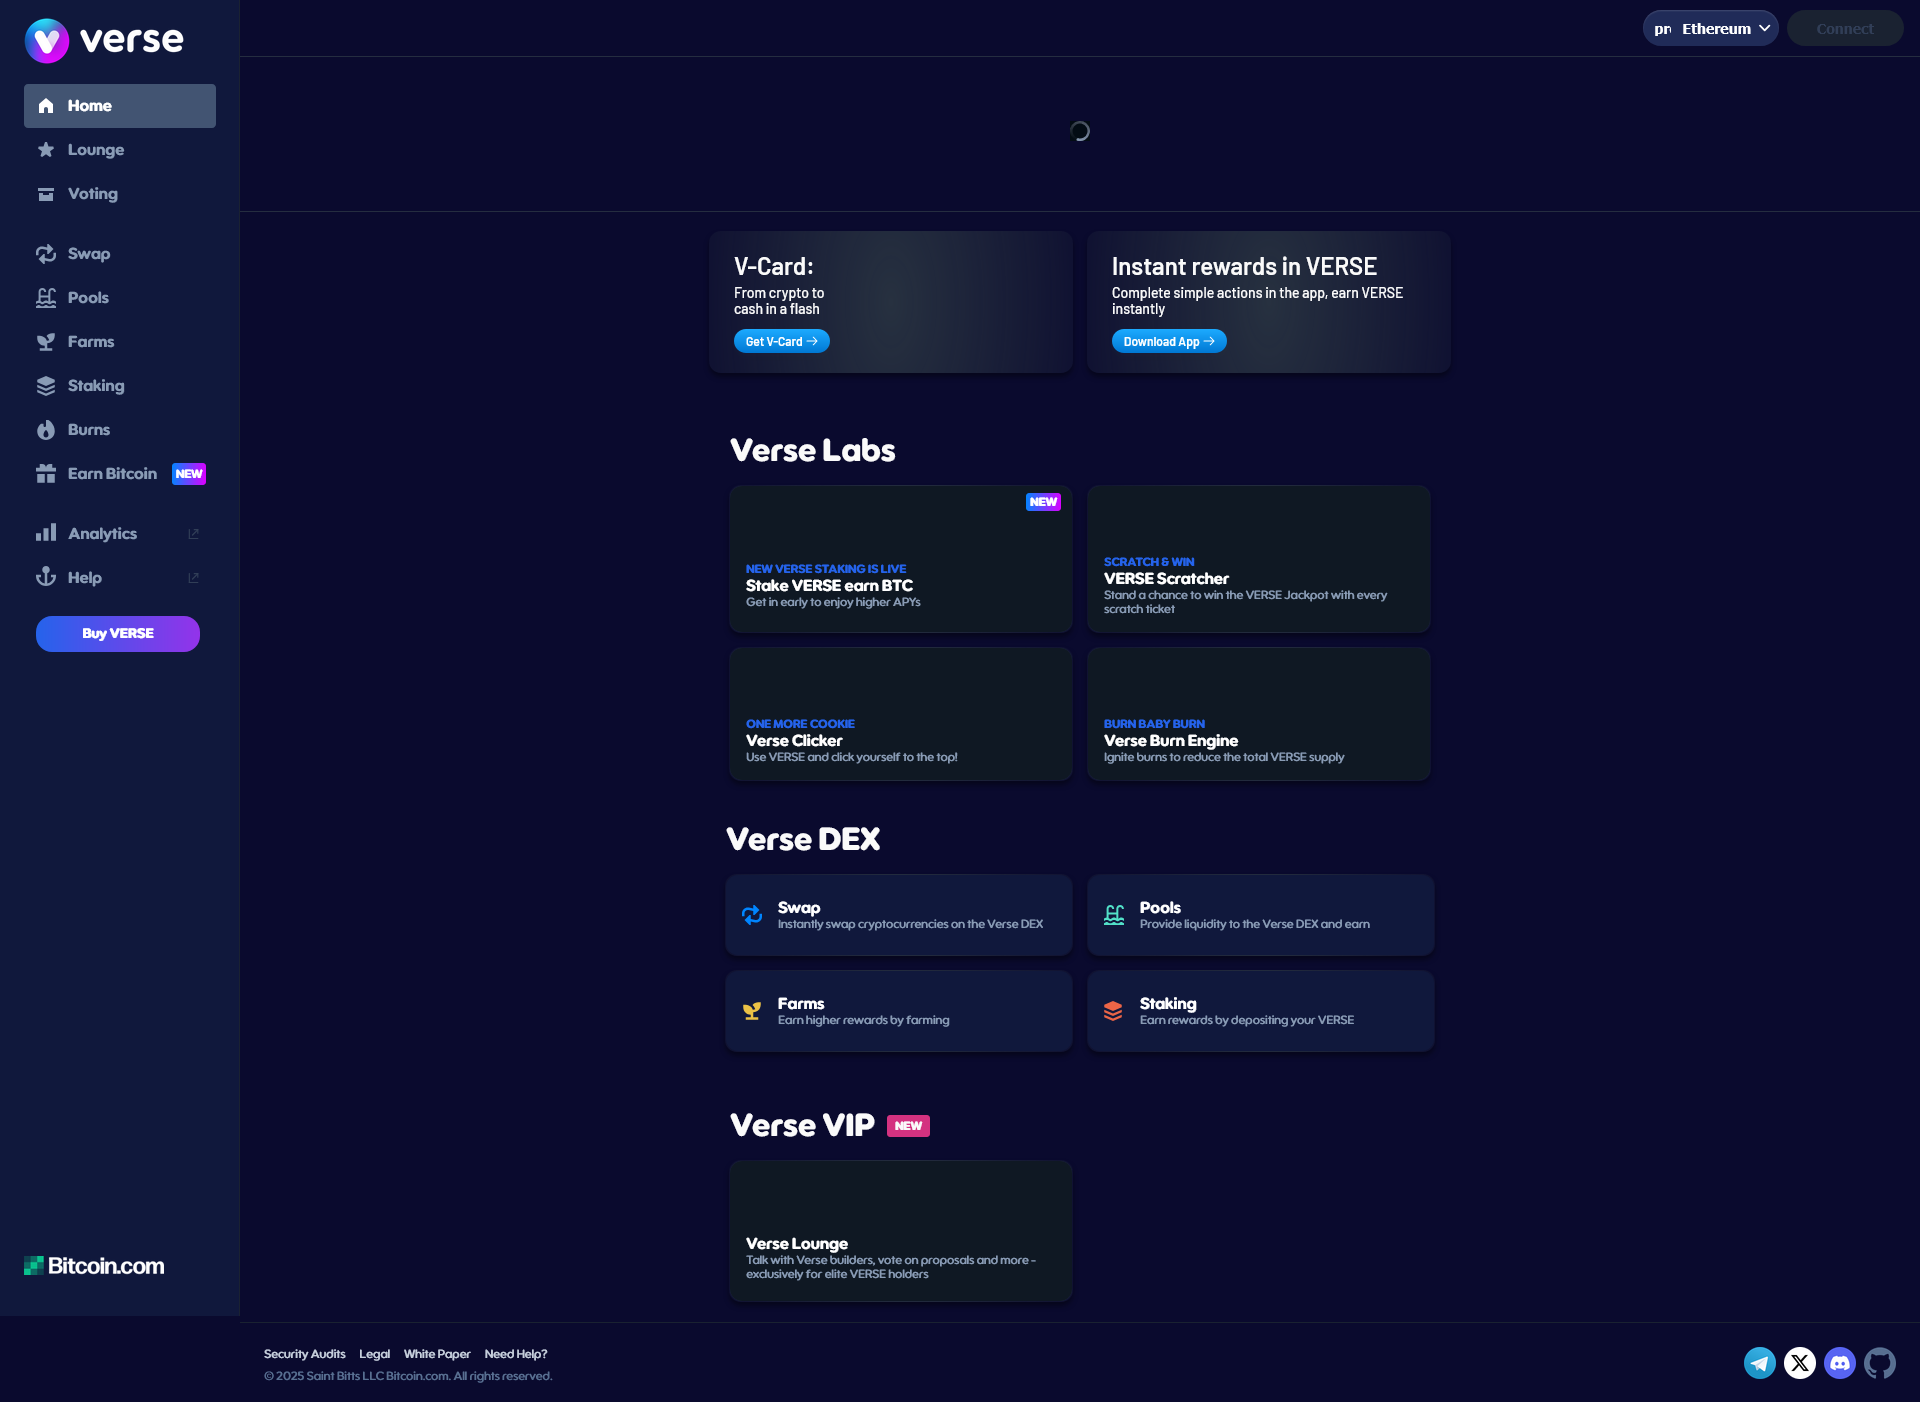 verse
Home
Lounge
Voting
Swap
Pools
Farms
Staking
Burns
Earn Bitcoin NEW
Analytics
Help
Buy VERSE
Bitcoin.com
Ethereum
Connect
V-Card:
From crypto to
cash in a flash
Get V-Card
Instant rewards in VERSE
Complete simple actions in the app, earn VERSE
instantly
Download App
Verse Labs
NEW
NEW VERSE STAKING IS LIVE
Stake VERSE earn BTC
Get in early to enjoy higher APYs
SCRATCH & WIN
VERSE Scratcher
Stand a chance to win the VERSE Jackpot with every
scratch ticket
ONE MORE COOKIE
Verse Clicker
Use VERSE and click yourself to the top!
BURN BABY BURN
Verse Burn Engine
Ignite burns to reduce the total VERSE supply
Verse DEX
Swap
Instantly swap cryptocurrencies on the Verse DEX
Pools
Provide liquidity to the Verse DEX and earn
Farms
Earn higher rewards by farming
Staking
Earn rewards by depositing your VERSE
Verse VIP NEW
Verse Lounge
Talk with Verse builders, vote on proposals and more -
exclusively for elite VERSE holders
Security Audits Legal White Paper Need Help?
© 2025 Saint Bitts LLC Bitcoin.com. All rights reserved.